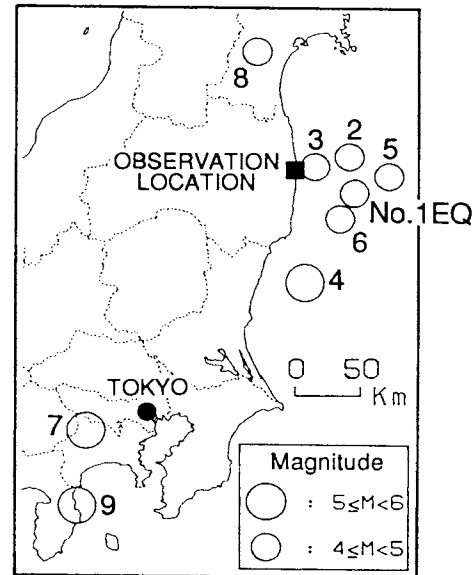 8
2
3
5
OBSERVATION
LOCATION
No.1EQ
6
4
0 50
Km
TOKYO
7
9
Magnitude
: 5≤M<6
: 4≤M<5